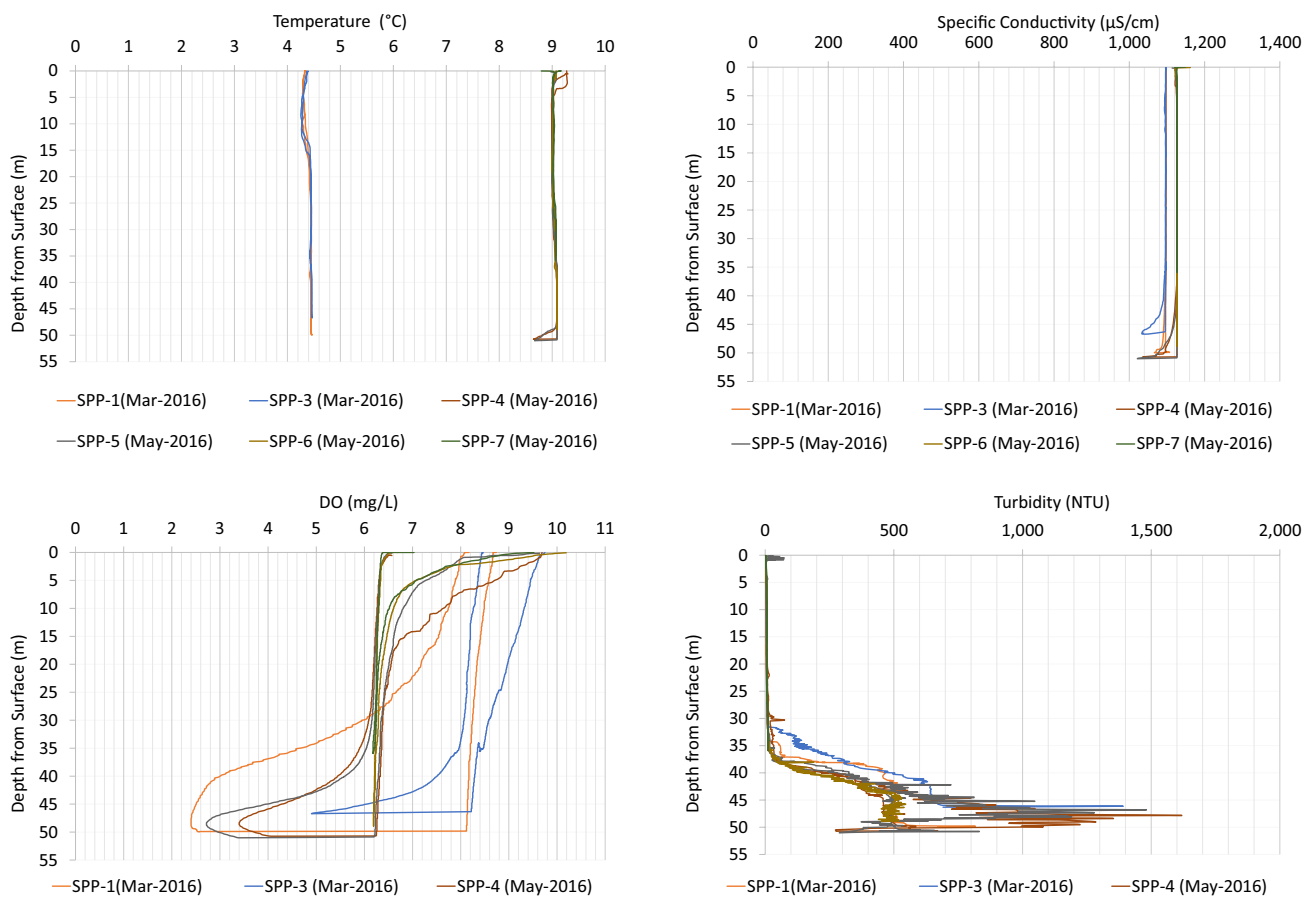 Temperature (°C)
0 1 2 3 4 5 6 7 8 9 10
0
5
10
15
20
25
30
35
40
45
50
55
Depth from Surface (m)
SPP-1(Mar-2016) SPP-3 (Mar-2016) SPP-4 (May-2016)
SPP-5 (May-2016) SPP-6 (May-2016) SPP-7 (May-2016)
Specific Conductivity (µS/cm)
0 200 400 600 800 1,000 1,200 1,400
0
5
10
15
20
25
30
35
40
45
50
55
Depth from Surface (m)
SPP-1(Mar-2016) SPP-3 (Mar-2016) SPP-4 (May-2016)
SPP-5 (May-2016) SPP-6 (May-2016) SPP-7 (May-2016)
DO (mg/L)
0 1 2 3 4 5 6 7 8 9 10 11
0
5
10
15
20
25
30
35
40
45
50
55
Depth from Surface (m)
SPP-1(Mar-2016) SPP-3 (Mar-2016) SPP-4 (May-2016)
Turbidity (NTU)
0 500 1,000 1,500 2,000
0
5
10
15
20
25
30
35
40
45
50
55
Depth from Surface (m)
SPP-1(Mar-2016) SPP-3 (Mar-2016) SPP-4 (May-2016)